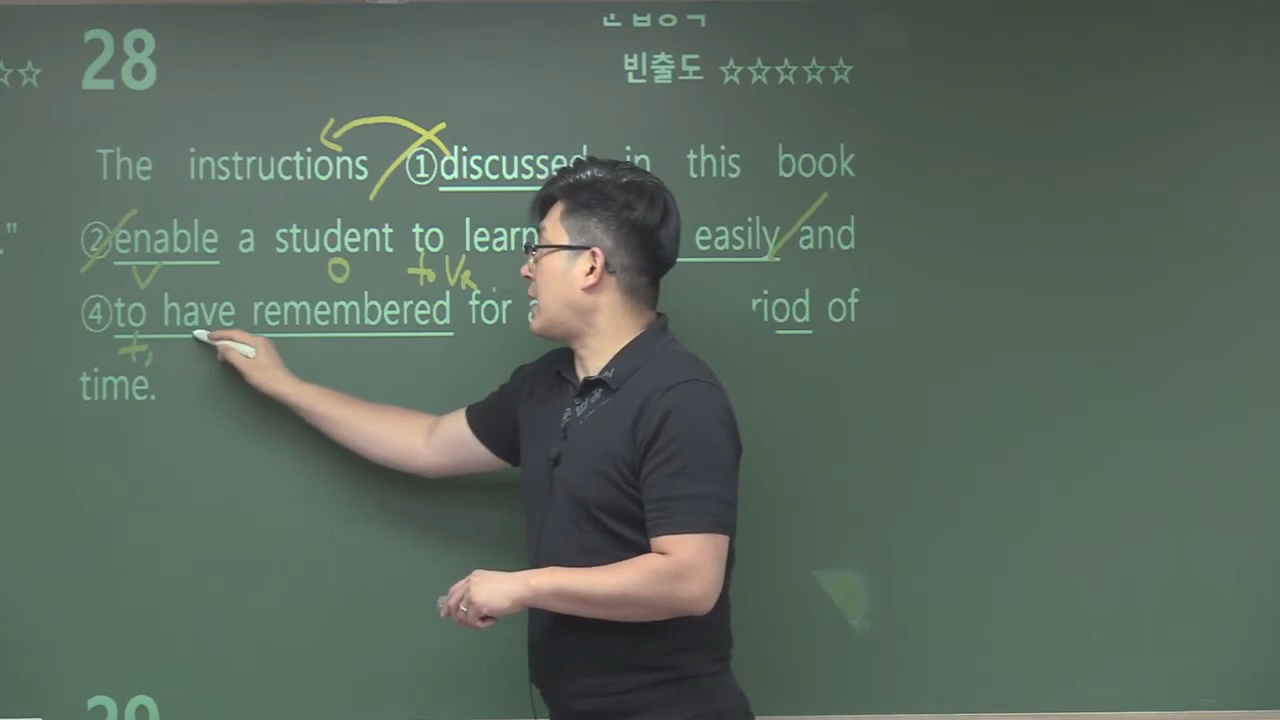 28
빈출도 ☆☆☆☆☆
The instructions ①discussed in this book
②enable a student to learn easily and
O to V
④to have remembered for riod of
time.